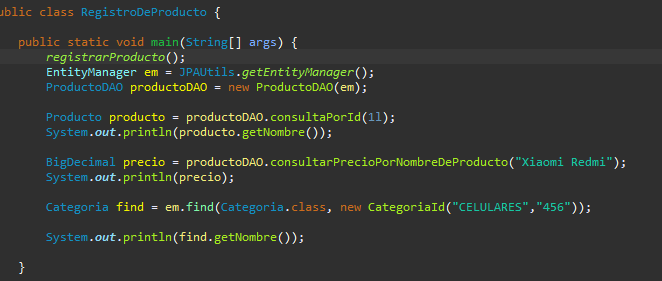 ublic class RegistroDeProducto {
public static void main(String[] args) {
registrarProducto();
EntityManager em = JPAUtils.getEntityManager();
ProductoDAO productoDAO = new ProductoDAO(em);
Producto producto = productoDAO.consultaPorId(1l);
System.out.println(producto.getNombre());
BigDecimal precio = productoDAO.consultarPrecioPorNombreDeProducto("Xiaomi Redmi");
System.out.println(precio);
Categoria find = em.find(Categoria.class, new CategoriaId("CELULARES","456"));
System.out.println(find.getNombre());
}